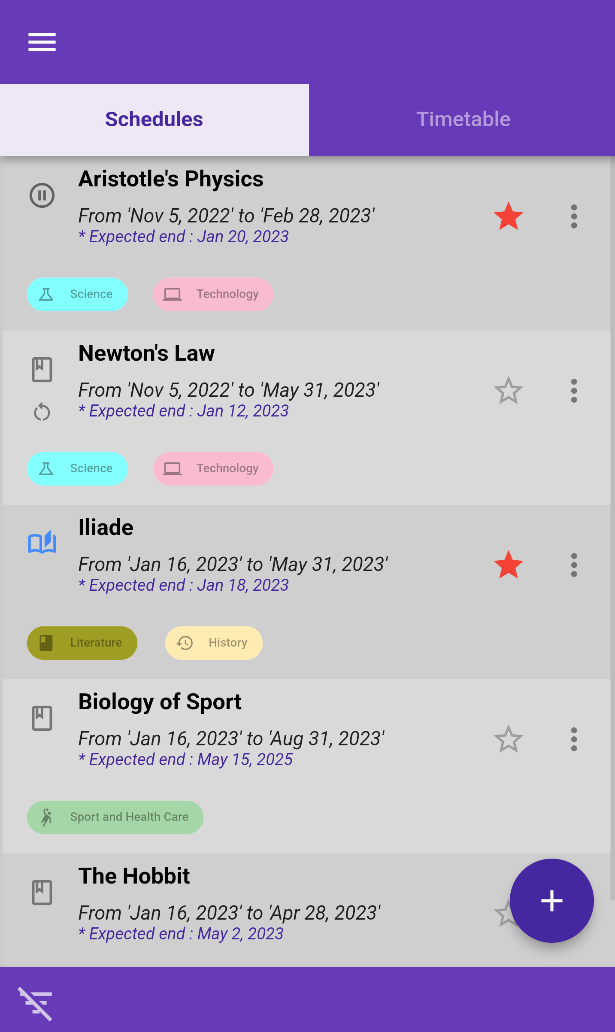 Schedules
Timetable
Aristotle's Physics
From 'Nov 5, 2022' to 'Feb 28, 2023'
* Expected end : Jan 20, 2023
Science
Technology
Newton's Law
From 'Nov 5, 2022' to 'May 31, 2023'
* Expected end : Jan 12, 2023
Science
Technology
Iliade
From 'Jan 16, 2023' to 'May 31, 2023'
* Expected end : Jan 18, 2023
Literature
History
Biology of Sport
From 'Jan 16, 2023' to 'Aug 31, 2023'
* Expected end : May 15, 2025
Sport and Health Care
The Hobbit
From 'Jan 16, 2023' to 'Apr 28, 2023'
* Expected end : May 2, 2023